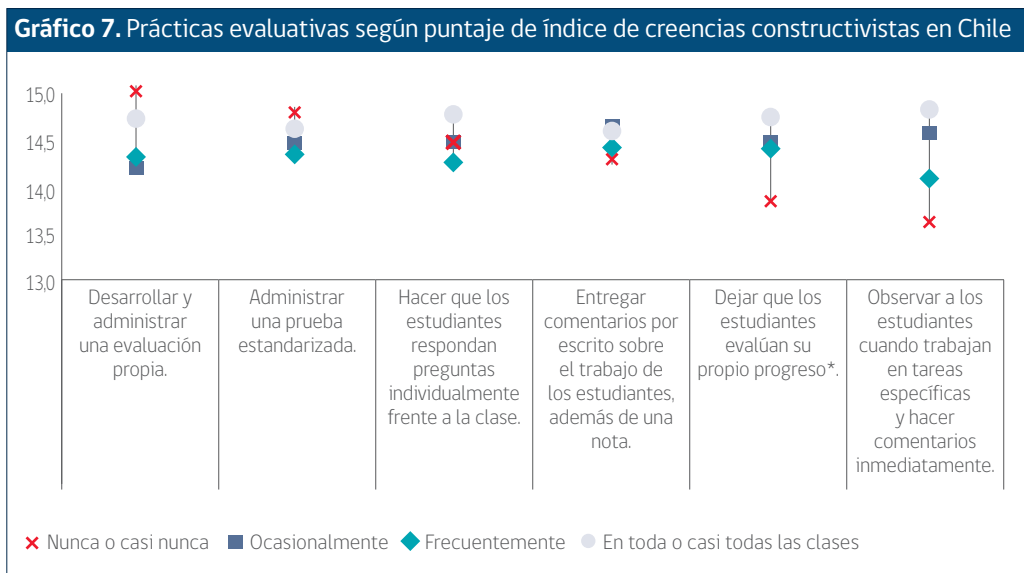 Gráfico 7. Prácticas evaluativas según puntaje de índice de creencias constructivistas en Chile
15,0
14,5
14,0
13,5
13,0
Desarrollar y
administrar
una evaluación
propia.
Administrar
una prueba
estandarizada.
Hacer que los
estudiantes
respondan
preguntas
individualmente
frente a la clase.
Entregar
comentarios por
escrito sobre
el trabajo de
los estudiantes,
además de una
nota.
Dejar que los
estudiantes
evalúan su
propio progreso*.
Observar a los
estudiantes
cuando trabajan
en tareas
específicas
y hacer
comentarios
inmediatamente.
Nunca o casi nunca Ocasionalmente Frecuentemente En toda o casi todas las clases